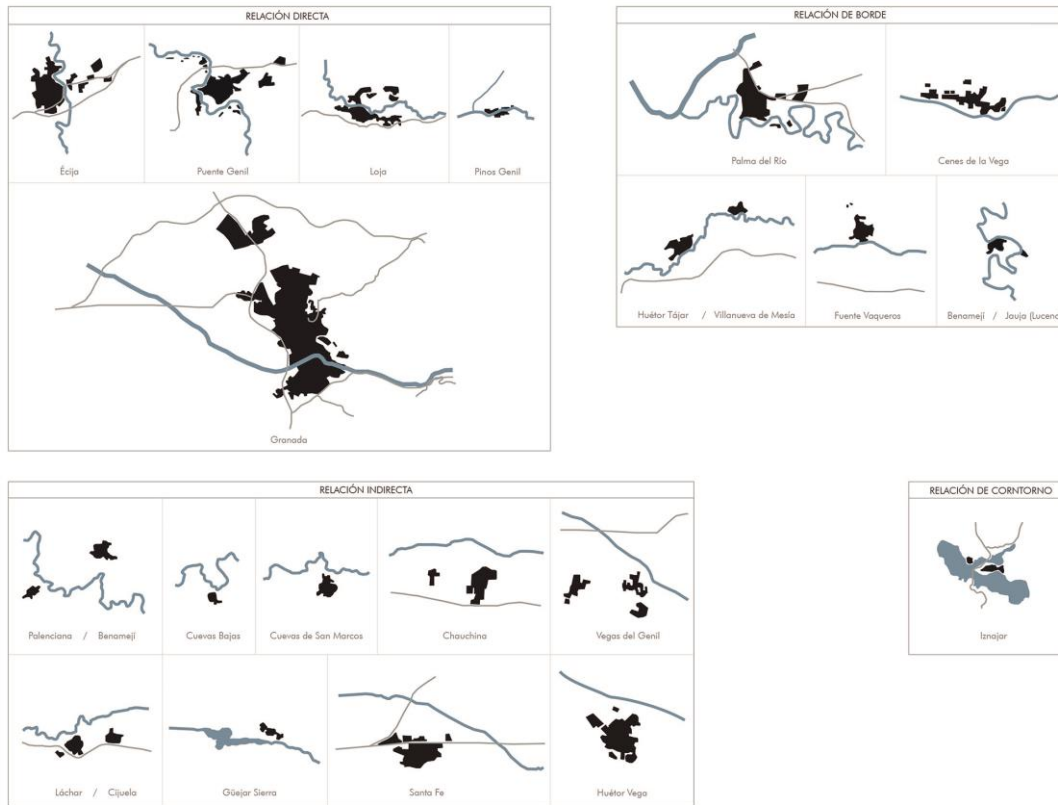 RELACIÓN DIRECTA
Écija
Puente Genil
Loja
Pinos Genil
Granada
RELACIÓN DE BORDE
Palma del Río
Cenes de la Vega
Huétor Tájar / Villanueva de Mesía
Fuente Vaqueros
Benamejí / Jauja (Lucena
RELACIÓN INDIRECTA
Palenciana / Benamejí
Cuevas Bajas
Cuevas de San Marcos
Chauchina
Vegas del Genil
Láchar / Cijuela
Güejar Sierra
Santa Fe
Huétor Vega
RELACIÓN DE CORNTORNO
Iznajar